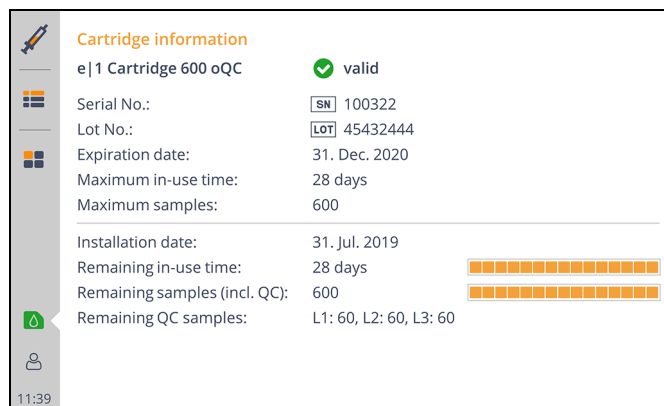 Cartridge information
e|1 Cartridge 600 oQC valid
Serial No.: SN 100322
Lot No.: LOT 45432444
Expiration date: 31. Dec. 2020
Maximum in-use time: 28 days
Maximum samples: 600
Installation date: 31. Jul. 2019
Remaining in-use time: 28 days
Remaining samples (incl. QC): 600
Remaining QC samples: L1: 60, L2: 60, L3: 60
11:39